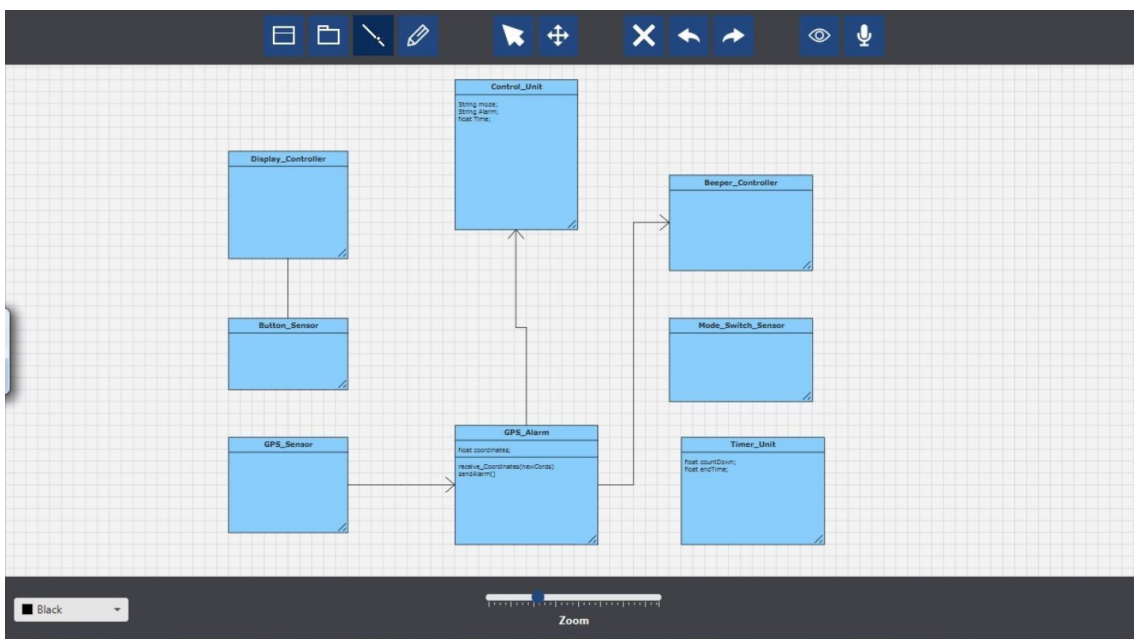 Control_Unit
String mode;
String Alarm;
float Time;
Display_Controller
Beeper_Controller
Button_Sensor
Mode_Switch_Sensor
GPS_Sensor
GPS_Alarm
float coordinates;
receive_Coordinates(newCords)
sendAlarm()
Timer_Unit
float countDown;
float endTime;
Black
Zoom